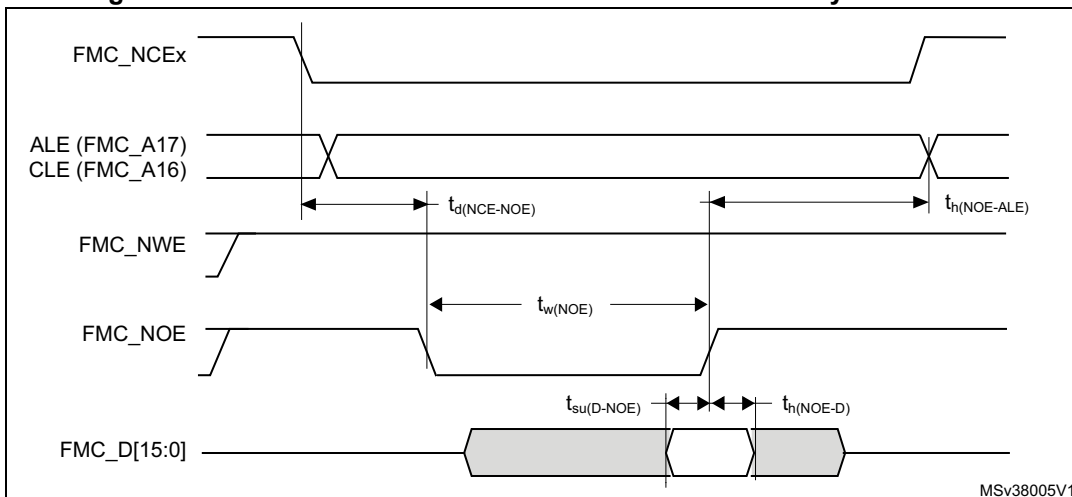 FMC_NCEx
ALE (FMC_A17)
CLE (FMC_A16)
td(NCE-NOE)
th(NOE-ALE)
FMC_NWE
tw(NOE)
FMC_NOE
tsu(D-NOE)
th(NOE-D)
FMC_D[15:0]
MSv38005V1